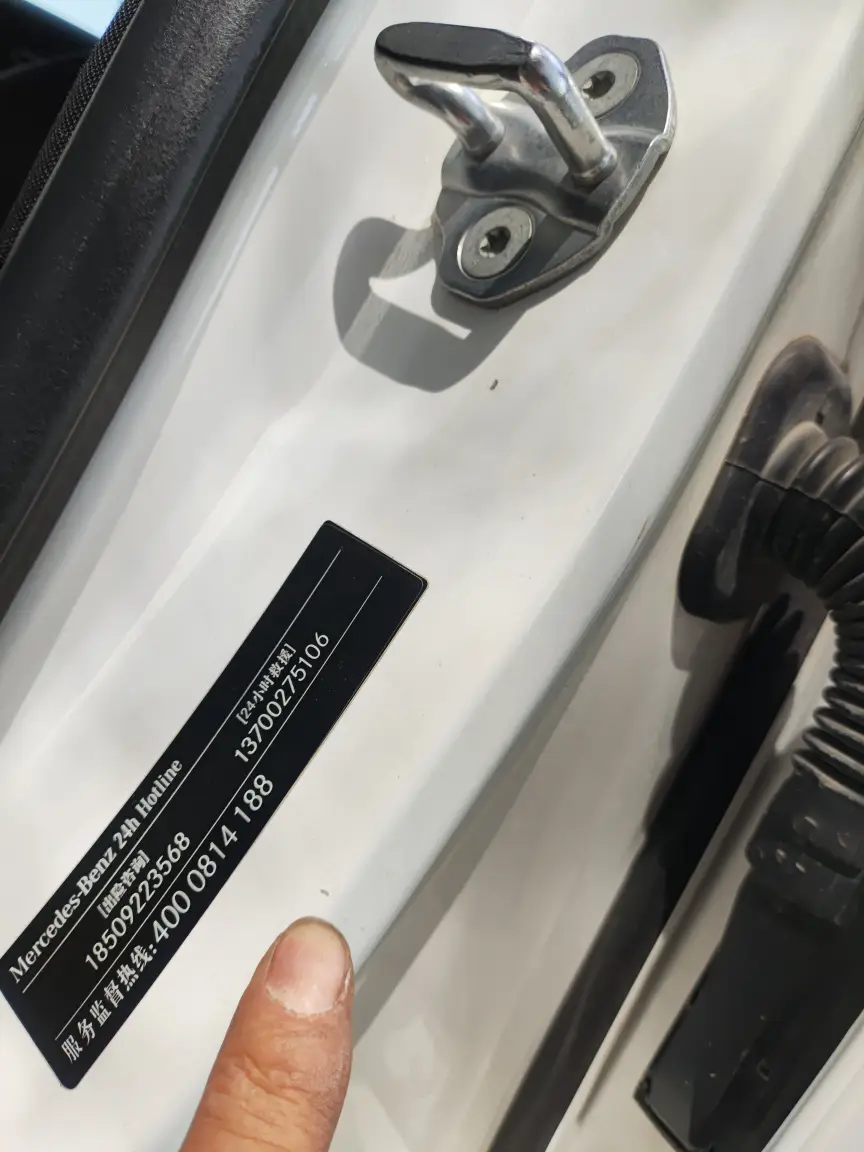 Mercedes-Benz 24h Hotline
[出险咨询] [24小时救援]
18509223568 13700275106
服务监督热线: 400 0814 188